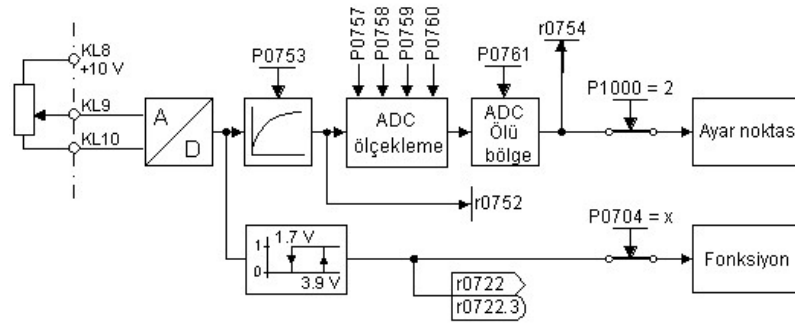 KL8
+10 V
KL9
KL10
A
D
P0753
P0757
P0758
P0759
P0760
ADC
ölçekleme
P0761
ADC
Ölü
bölge
r0754
P1000 = 2
Ayar noktası
r0752
1.7 V
1
0
3.9 V
r0722
r0722.3
P0704 = x
Fonksiyon